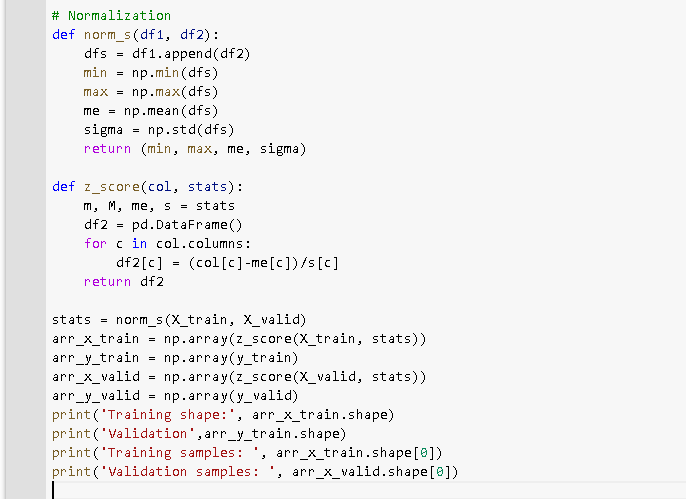 # Normalization
def norm_s(df1, df2):
    dfs = df1.append(df2)
    min = np.min(dfs)
    max = np.max(dfs)
    me = np.mean(dfs)
    sigma = np.std(dfs)
    return (min, max, me, sigma)

def z_score(col, stats):
    m, M, me, s = stats
    df2 = pd.DataFrame()
    for c in col.columns:
        df2[c] = (col[c]-me[c])/s[c]
    return df2

stats = norm_s(X_train, X_valid)
arr_x_train = np.array(z_score(X_train, stats))
arr_y_train = np.array(y_train)
arr_x_valid = np.array(z_score(X_valid, stats))
arr_y_valid = np.array(y_valid)
print('Training shape:', arr_x_train.shape)
print('Validation',arr_y_train.shape)
print('Training samples: ', arr_x_train.shape[0])
print('Validation samples: ', arr_x_valid.shape[0])